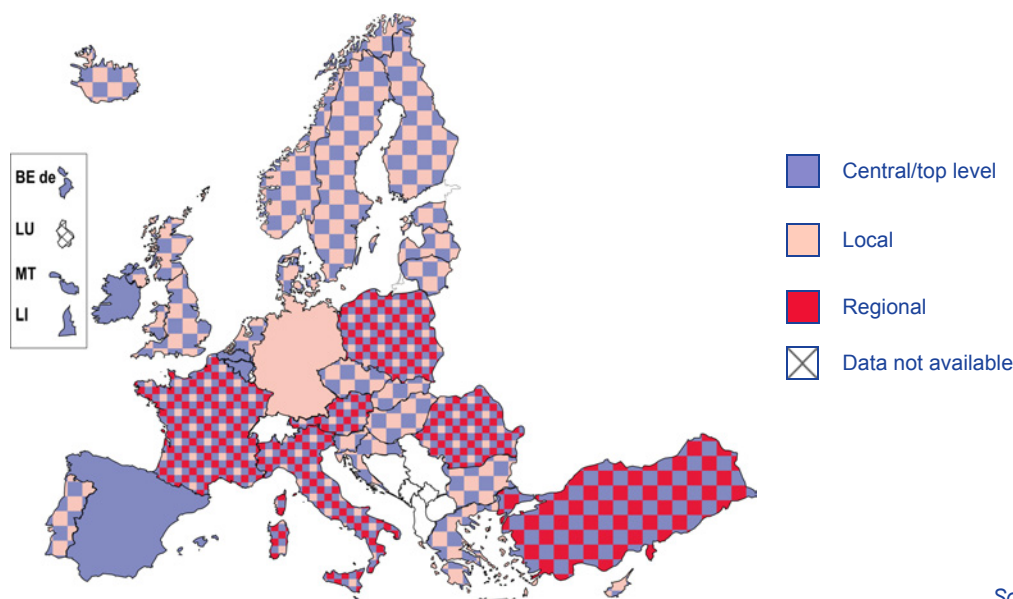 BE de
LU
MT
LI
Central/top level
Local
Regional
Data not available